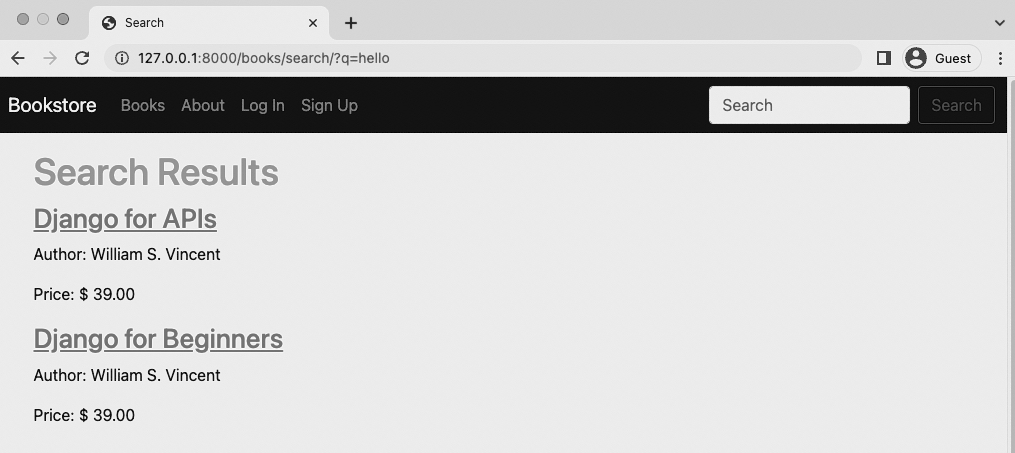 Search
127.0.0.1:8000/books/search/?q=hello
Guest
Bookstore Books About Log In Sign Up Search Search
Search Results
Django for APIs
Author: William S. Vincent
Price: $ 39.00
Django for Beginners
Author: William S. Vincent
Price: $ 39.00